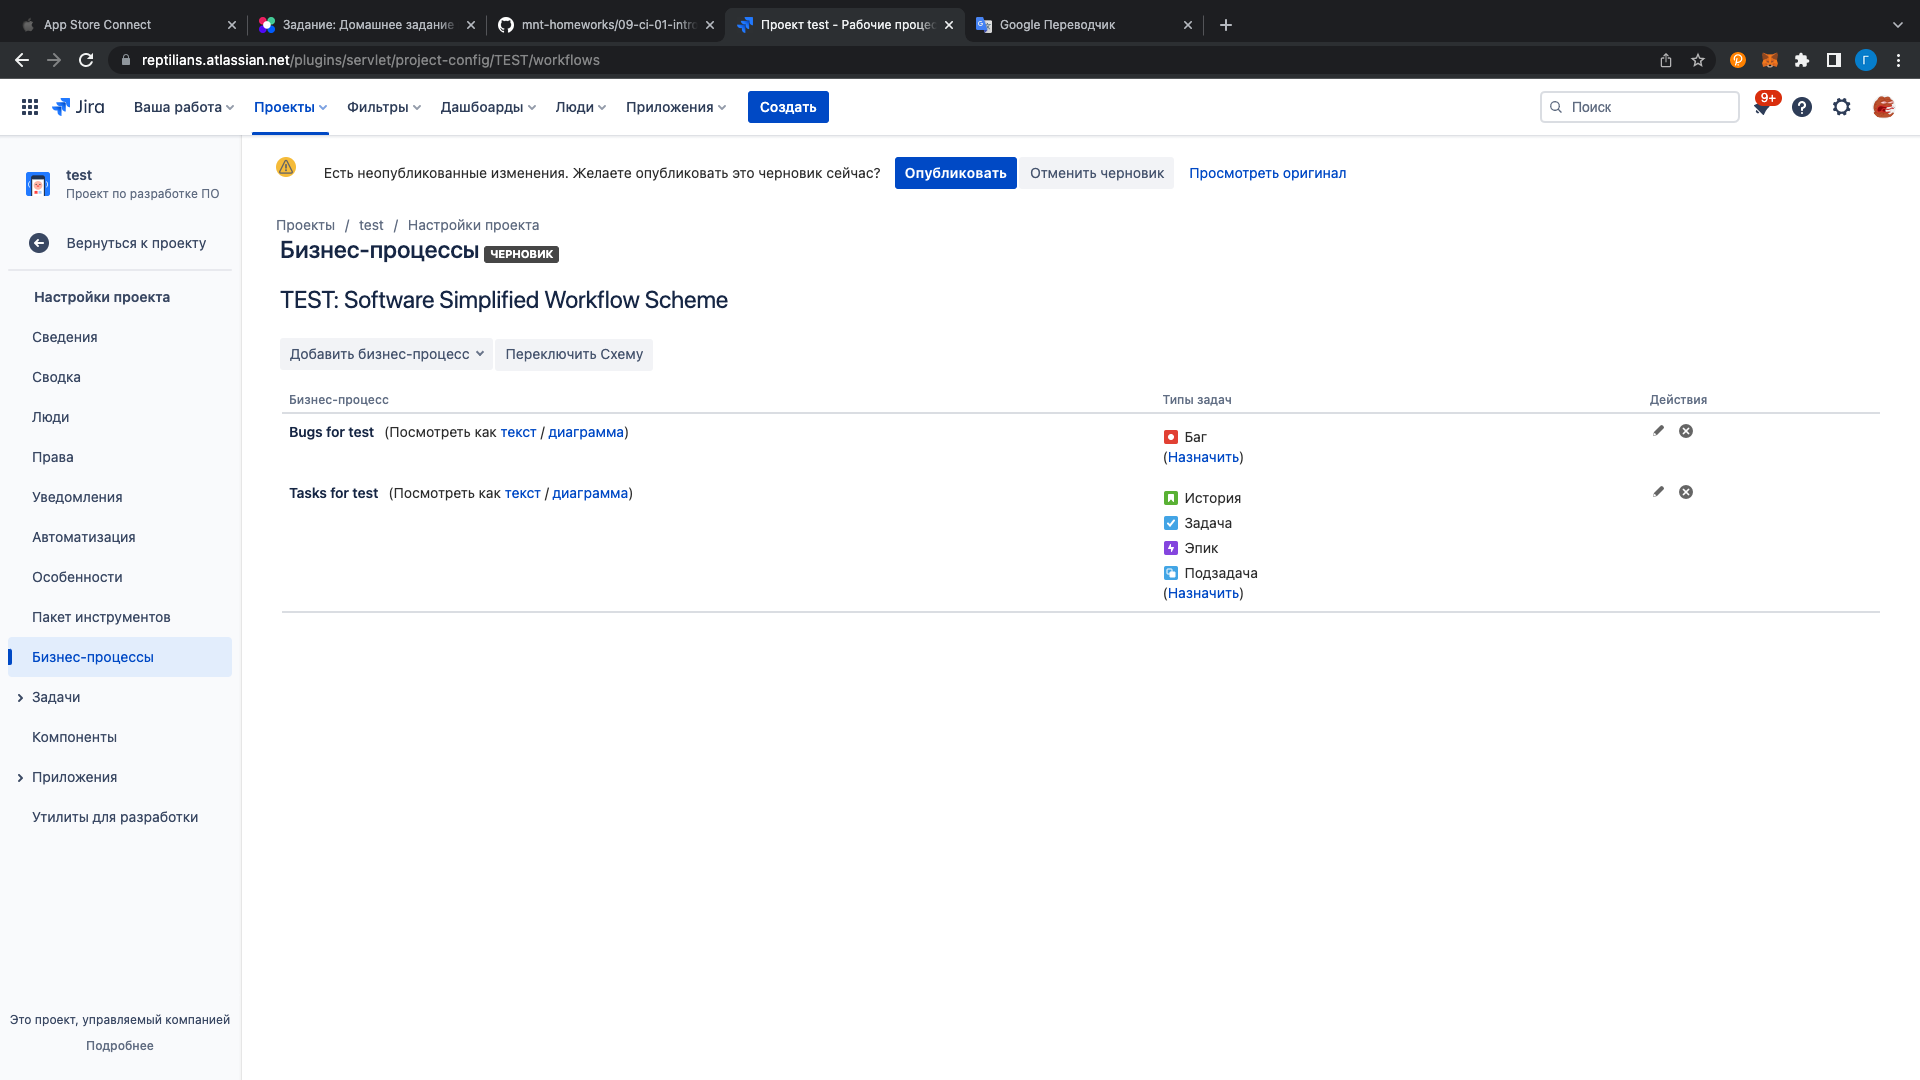 App Store Connect
Задание: Домашнее задание
mnt-homeworks/09-ci-01-intro
Проект test - Рабочие процес
Google Переводчик
reptilians.atlassian.net/plugins/servlet/project-config/TEST/workflows
Г
Jira
Ваша работа
Проекты
Фильтры
Дашборды
Люди
Приложения
Создать
Поиск
9+
test
Проект по разработке ПО
Вернуться к проекту
Настройки проекта
Сведения
Сводка
Люди
Права
Уведомления
Автоматизация
Особенности
Пакет инструментов
Бизнес-процессы
Задачи
Компоненты
Приложения
Утилиты для разработки
Это проект, управляемый компанией
Подробнее
Есть неопубликованные изменения. Желаете опубликовать это черновик сейчас? Опубликовать Отменить черновик Просмотреть оригинал
Проекты / test / Настройки проекта
Бизнес-процессы ЧЕРНОВИК
TEST: Software Simplified Workflow Scheme
Добавить бизнес-процесс Переключить Схему
Бизнес-процесс Типы задач Действия
Bugs for test (Посмотреть как текст / диаграмма)
Баг
(Назначить)
Tasks for test (Посмотреть как текст / диаграмма)
История
Задача
Эпик
Подзадача
(Назначить)